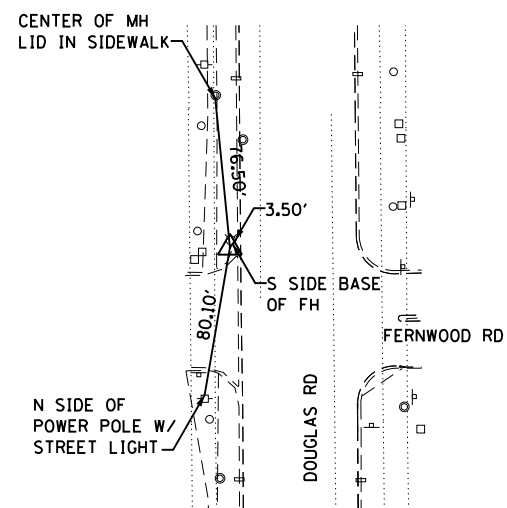 CENTER OF MH
LID IN SIDEWALK
76.50'
3.50'
S SIDE BASE
OF FH
80.10'
FERNWOOD RD
N SIDE OF
POWER POLE W/
STREET LIGHT
DOUGLAS RD